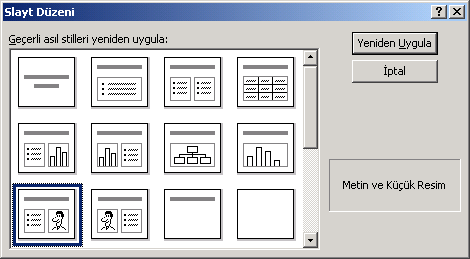 Slayt Düzeni
Geçerli asıl stilleri yeniden uygula:
Yeniden Uygula
İptal
Metin ve Küçük Resim